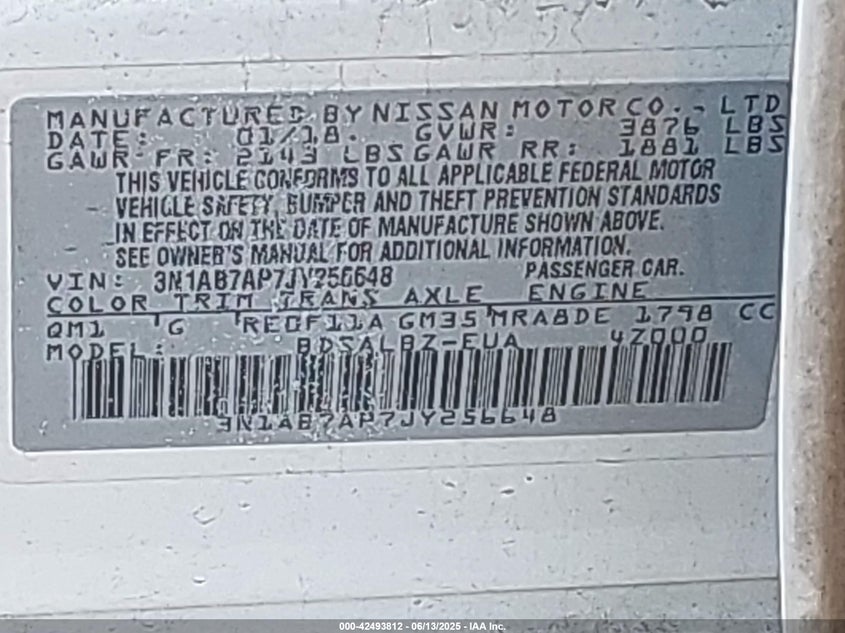 MANUFACTURED BY NISSAN MOTOR CO., LTD
DATE: 01/18. GVWR: 3876 LBS
GAWR FR: 2143 LBS GAWR RR: 1881 LBS
THIS VEHICLE CONFORMS TO ALL APPLICABLE FEDERAL MOTOR
VEHICLE SAFETY, BUMPER AND THEFT PREVENTION STANDARDS
IN EFFECT ON THE DATE OF MANUFACTURE SHOWN ABOVE.
SEE OWNER'S MANUAL FOR ADDITIONAL INFORMATION.
VIN: 3N1AB7AP7JY256648 PASSENGER CAR.
COLOR TRIM TRANS AXLE ENGINE
QM1 G RE0F11A GM35 MRA8DE 1798 CC
MODEL: BDSALBZ-EUA 4Z000
3N1AB7AP7JY256648
000-42493812 - 06/13/2025 - IAA Inc.